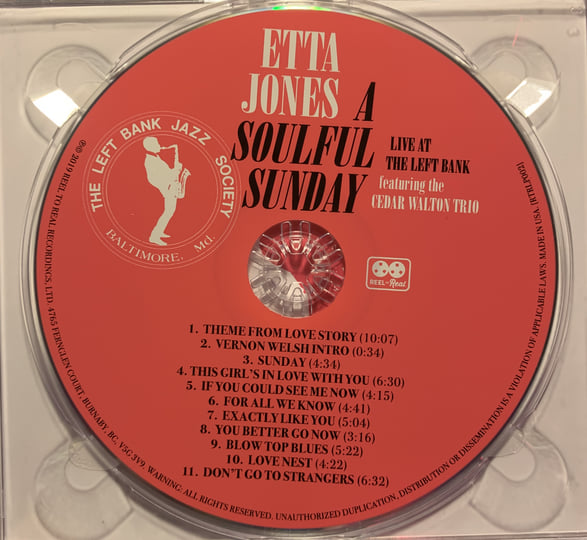 ETTA
JONES
A
SOULFUL
SUNDAY
LIVE AT
THE LEFT BANK
featuring the
CEDAR WALTON TRIO
THE LEFT BANK JAZZ SOCIETY
BALTIMORE, Md.
REEL to Real
1. THEME FROM LOVE STORY (10:07)
2. VERNON WELSH INTRO (0:34)
3. SUNDAY (4:34)
4. THIS GIRL'S IN LOVE WITH YOU (6:30)
5. IF YOU COULD SEE ME NOW (4:15)
6. FOR ALL WE KNOW (4:41)
7. EXACTLY LIKE YOU (5:04)
8. YOU BETTER GO NOW (3:16)
9. BLOW TOP BLUES (5:22)
10. LOVE NEST (4:22)
11. DON'T GO TO STRANGERS (6:32)
℗© 2019 REEL TO REAL RECORDINGS, LTD. 4765 FERNGLEN COURT, BURNABY, BC, V5G 3V9 WARNING: ALL RIGHTS RESERVED. UNAUTHORIZED DUPLICATION, DISTRIBUTION OR DISSEMINATION IS A VIOLATION OF APPLICABLE LAWS. MADE IN USA (RTRLP003)